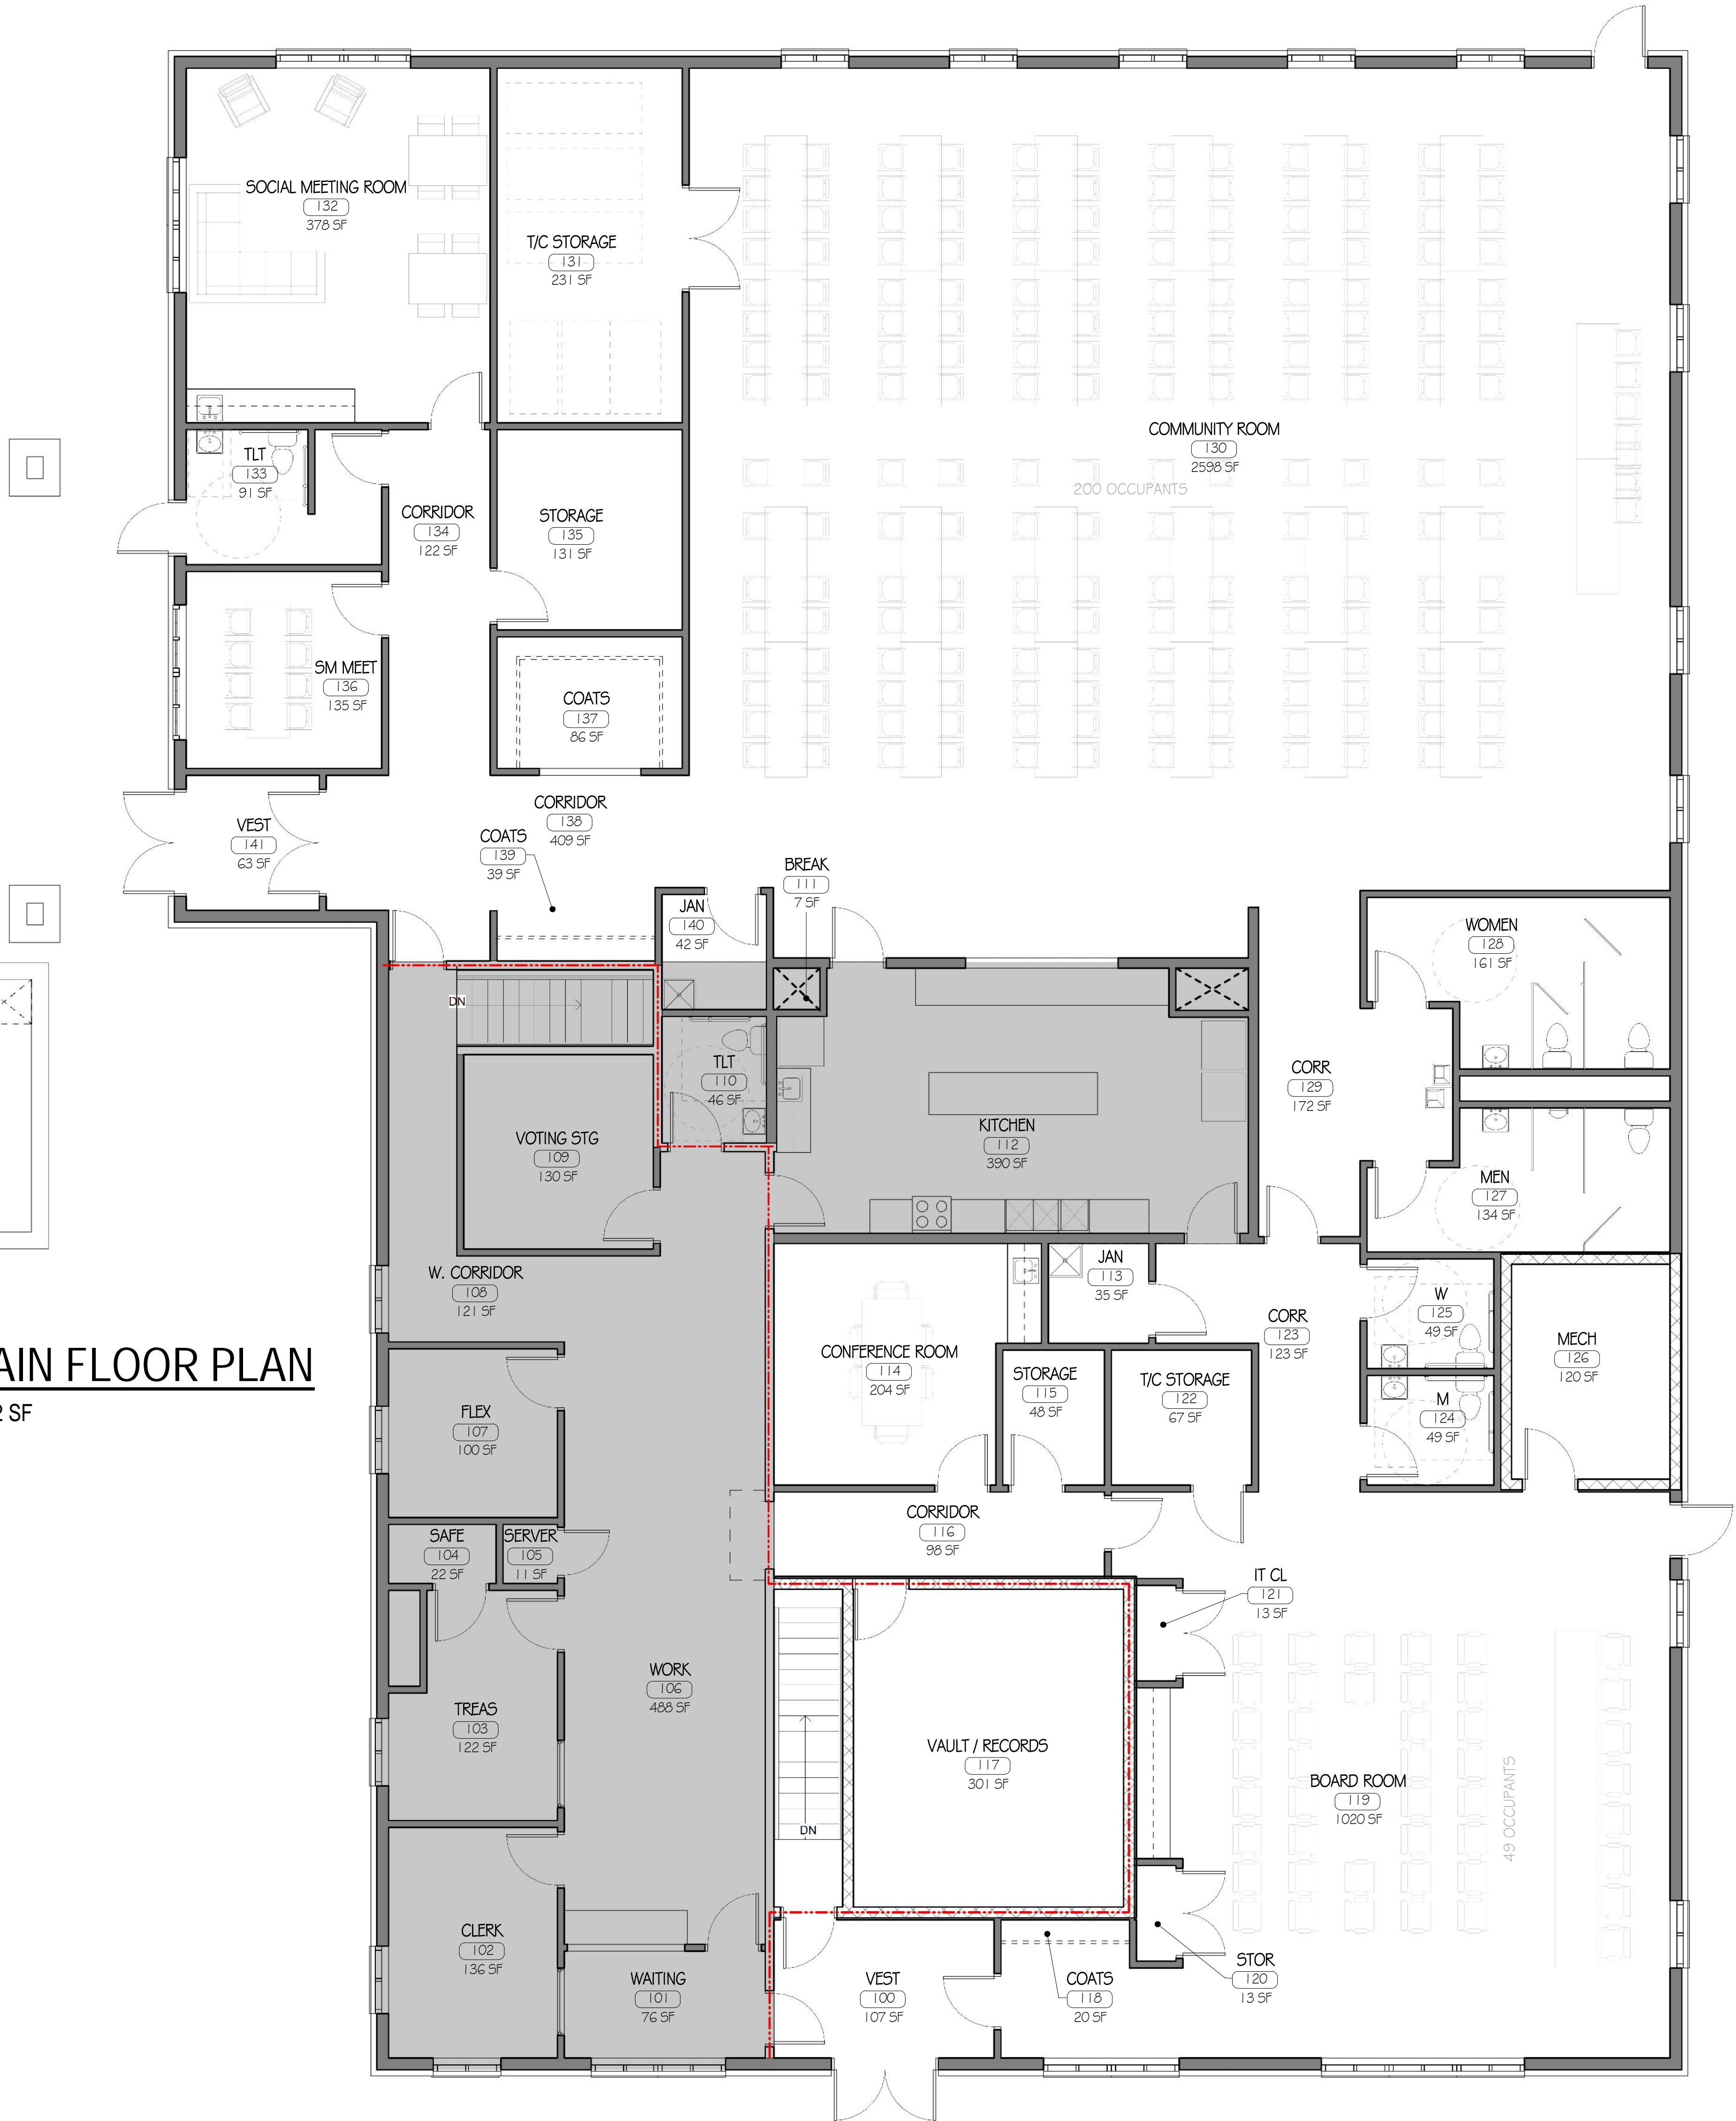 SOCIAL MEETING ROOM
132
378 SF
T/C STORAGE
131
231 SF
COMMUNITY ROOM
130
2598 SF
200 OCCUPANTS
TLT
133
91 SF
CORRIDOR
134
122 SF
STORAGE
135
131 SF
SM MEET
136
135 SF
COATS
137
86 SF
CORRIDOR
138
409 SF
VEST
141
63 SF
COATS
139
39 SF
BREAK
111
7 SF
JAN
140
42 SF
WOMEN
128
161 SF
DN
TLT
110
46 SF
CORR
129
172 SF
VOTING STG
109
130 SF
KITCHEN
112
390 SF
MEN
127
134 SF
W. CORRIDOR
108
121 SF
JAN
113
35 SF
W
125
49 SF
CORR
123
123 SF
MECH
126
120 SF
AIN FLOOR PLAN
2 SF
CONFERENCE ROOM
114
204 SF
STORAGE
115
48 SF
T/C STORAGE
122
67 SF
M
124
49 SF
FLEX
107
100 SF
CORRIDOR
116
98 SF
SAFE
104
22 SF
SERVER
105
11 SF
IT CL
121
13 SF
WORK
106
488 SF
TREAS
103
122 SF
VAULT / RECORDS
117
301 SF
BOARD ROOM
119
1020 SF
49 OCCUPANTS
DN
CLERK
102
136 SF
WAITING
101
76 SF
VEST
100
107 SF
COATS
118
20 SF
STOR
120
13 SF